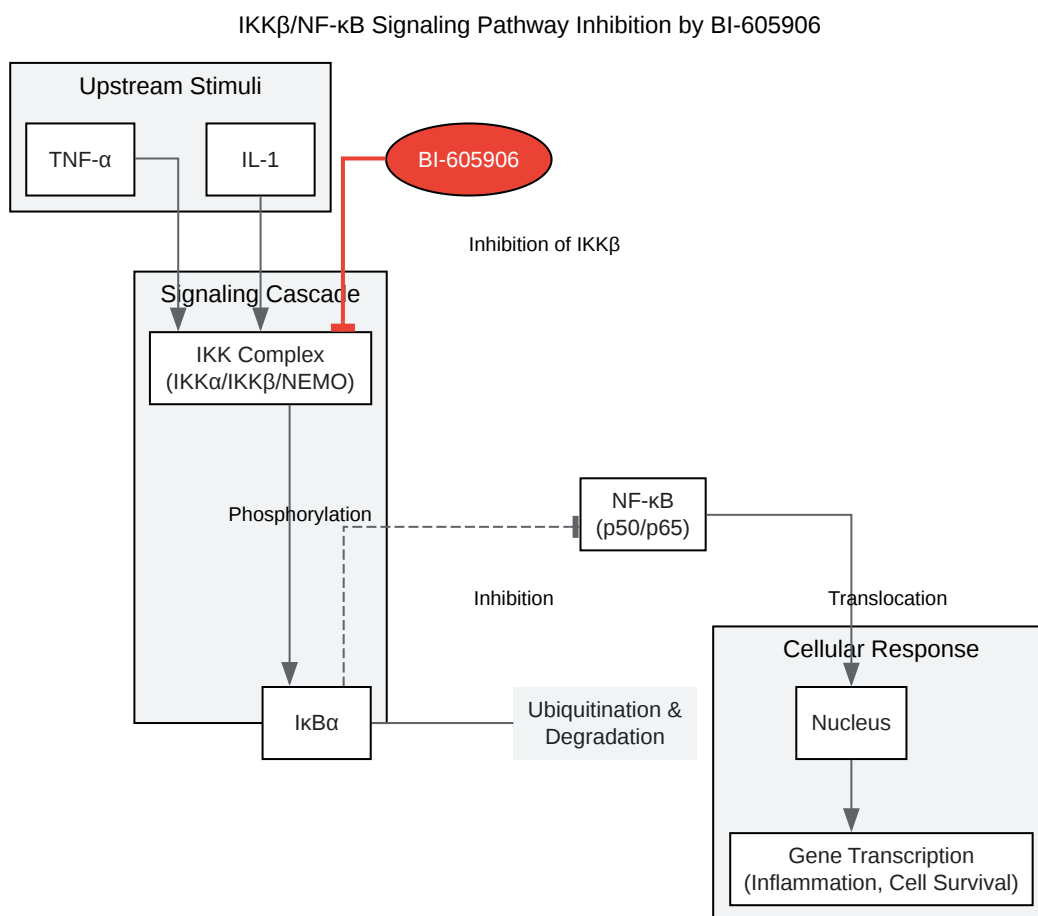 IKKβ/NF-κB Signaling Pathway Inhibition by BI-605906
Upstream Stimuli
TNF-α
IL-1
BI-605906
Inhibition of IKKβ
Signaling Cascade
IKK Complex
(IKKα/IKKβ/NEMO)
Phosphorylation
NF-κB
(p50/p65)
Inhibition
Translocation
Cellular Response
IκBα
Ubiquitination &
Degradation
Nucleus
Gene Transcription
(Inflammation, Cell Survival)